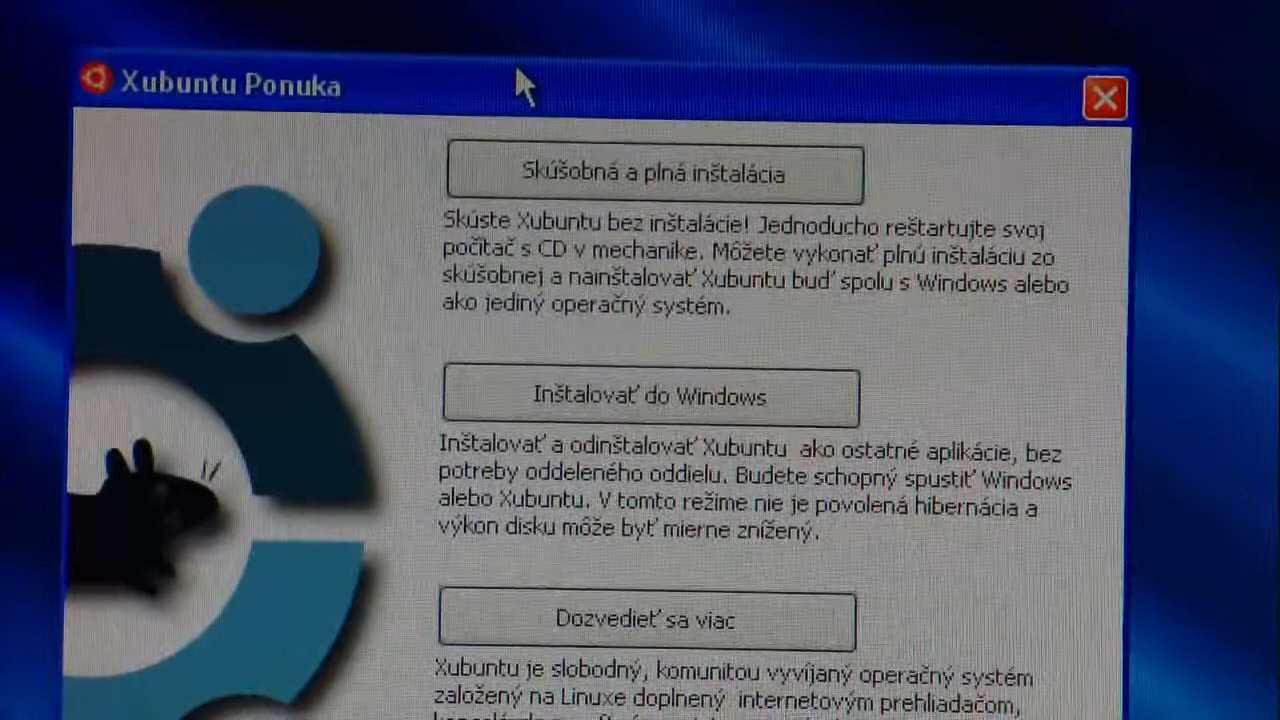 Xubuntu Ponuka
Skúšobná a plná inštalácia
Skúste Xubuntu bez inštalácie! Jednoducho reštartujte svoj
počítač s CD v mechanike. Môžete vykonať plnú inštaláciu zo
skúšobnej a nainštalovať Xubuntu buď spolu s Windows alebo
ako jediný operačný systém.
Inštalovať do Windows
Inštalovať a odinštalovať Xubuntu ako ostatné aplikácie, bez
potreby oddeleného oddielu. Budete schopný spustiť Windows
alebo Xubuntu. V tomto režime nie je povolená hibernácia a
výkon disku môže byť mierne znížený.
Dozvedieť sa viac
Xubuntu je slobodný, komunitou vyvíjaný operačný systém
založený na Linuxe doplnený internetovým prehliadačom,